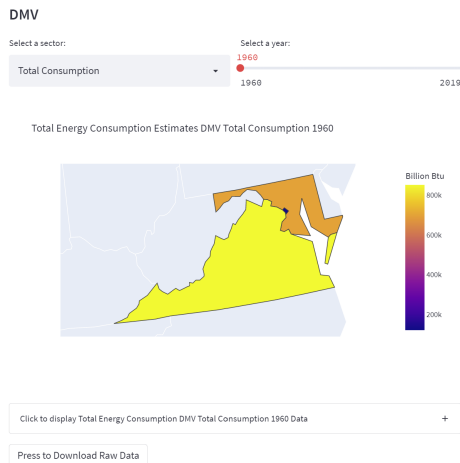 DMV
Select a sector:
Select a year:
1960
Total Consumption
1960
2019
Total Energy Consumption Estimates DMV Total Consumption 1960
Billion Btu
800k
600k
400k
200k
Click to display Total Energy Consumption DMV Total Consumption 1960 Data
+
Press to Download Raw Data